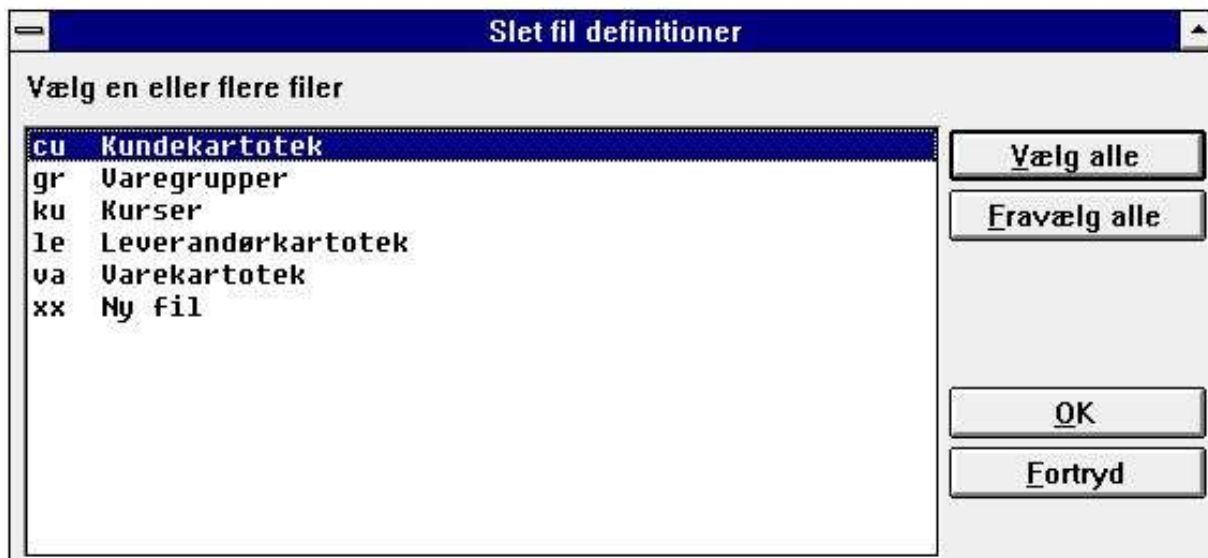 Slet fil definitioner
Vælg en eller flere filer
cu Kundekartotek
gr Varegrupper
ku Kurser
le Leverandørkartotek
va Varekartotek
xx Ny fil
Vælg alle
Fravælg alle
OK
Fortryd